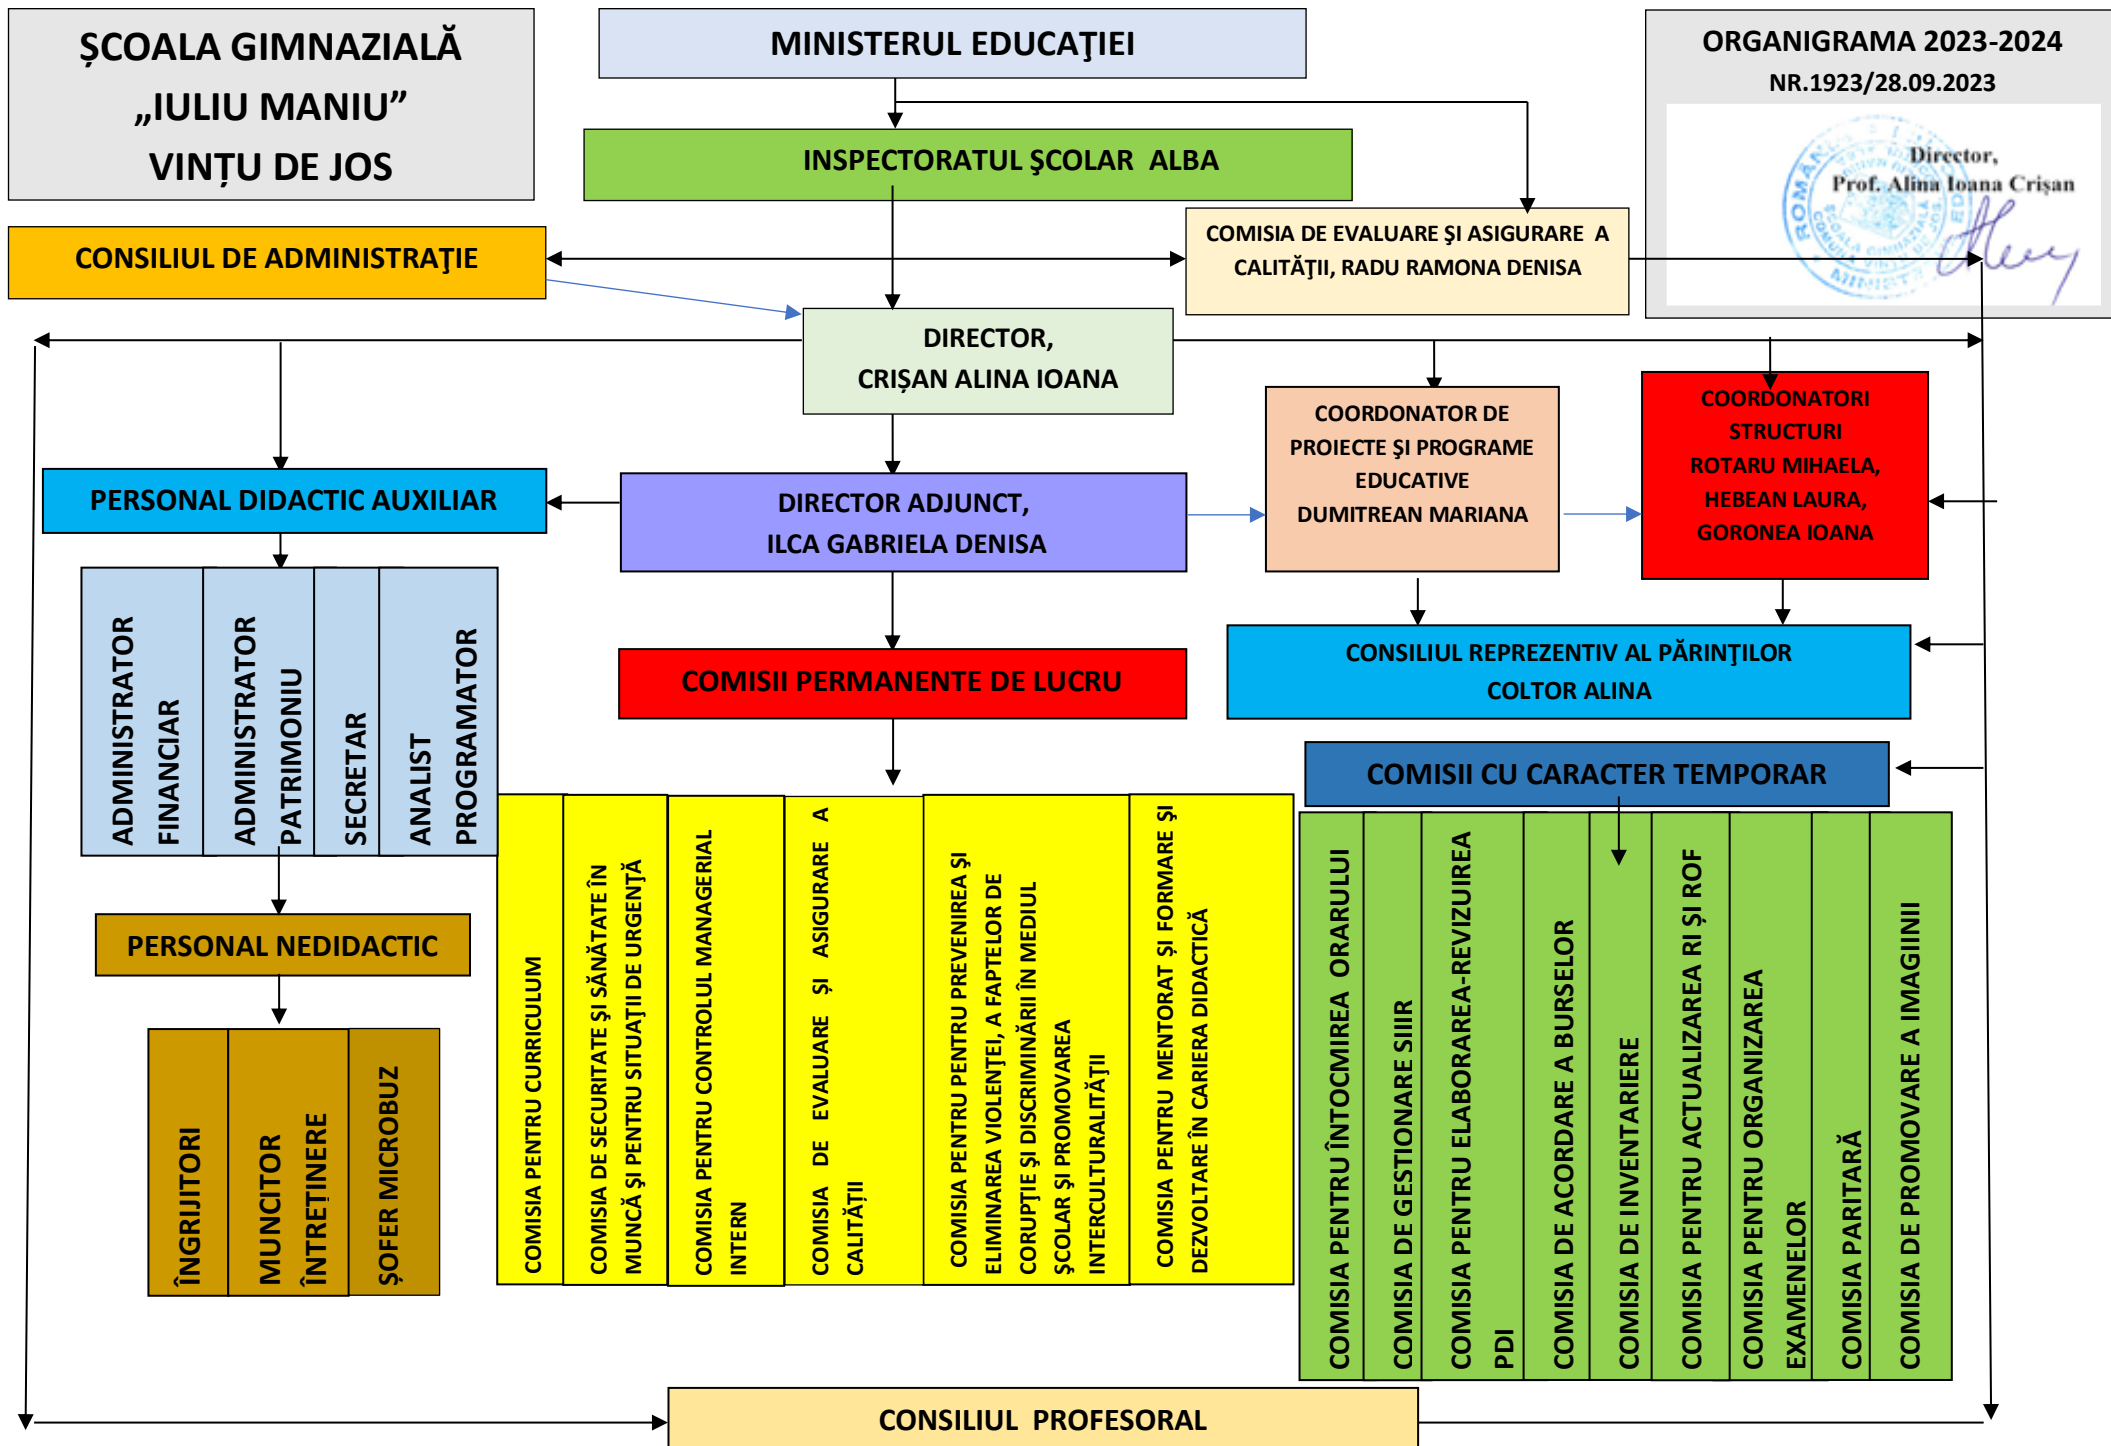 ȘCOALA GIMNAZIALĂ
„IULIU MANIU”
VINȚU DE JOS
MINISTERUL EDUCAŢIEI
ORGANIGRAMA 2023-2024
NR.1923/28.09.2023
Director,
Prof. Alina Ioana Crișan
INSPECTORATUL ŞCOLAR ALBA
CONSILIUL DE ADMINISTRAŢIE
COMISIA DE EVALUARE ŞI ASIGURARE A
CALITĂŢII, RADU RAMONA DENISA
DIRECTOR,
CRIȘAN ALINA IOANA
COORDONATOR DE
PROIECTE ŞI PROGRAME
EDUCATIVE
DUMITREAN MARIANA
COORDONATORI
STRUCTURI
ROTARU MIHAELA,
HEBEAN LAURA,
GORONEA IOANA
PERSONAL DIDACTIC AUXILIAR
DIRECTOR ADJUNCT,
ILCA GABRIELA DENISA
ADMINISTRATOR
FINANCIAR
ADMINISTRATOR
PATRIMONIU
SECRETAR
ANALIST
PROGRAMATOR
COMISII PERMANENTE DE LUCRU
CONSILIUL REPREZENTIV AL PĂRINŢILOR
COLTOR ALINA
COMISII CU CARACTER TEMPORAR
PERSONAL NEDIDACTIC
ÎNGRIJITORI
MUNCITOR
ÎNTREȚINERE
ȘOFER MICROBUZ
COMISIA PENTRU CURRICULUM
COMISIA DE SECURITATE ŞI SĂNĂTATE ÎN
MUNCĂ ŞI PENTRU SITUAŢII DE URGENŢĂ
COMISIA PENTRU CONTROLUL MANAGERIAL
INTERN
COMISIA DE EVALUARE ȘI ASIGURARE A
CALITĂȚII
COMISIA PENTRU PREVENIREA ŞI
ELIMINAREA VIOLENŢEI, A FAPTELOR DE
CORUPŢIE ŞI DISCRIMINĂRII ÎN MEDIUL
ŞCOLAR ŞI PROMOVAREA
INTERCULTURALITĂŢII
COMISIA PENTRU MENTORAT ȘI FORMARE ŞI
DEZVOLTARE ÎN CARIERA DIDACTICĂ
COMISIA PENTRU ÎNTOCMIREA ORARULUI
COMISIA DE GESTIONARE SIIIR
COMISIA PENTRU ELABORAREA-REVIZUIREA
PDI
COMISIA DE ACORDARE A BURSELOR
COMISIA DE INVENTARIERE
COMISIA PENTRU ACTUALIZAREA RI ȘI ROF
COMISIA PENTRU ORGANIZAREA
EXAMENELOR
COMISIA PARITARĂ
COMISIA DE PROMOVARE A IMAGIINII
CONSILIUL PROFESORAL